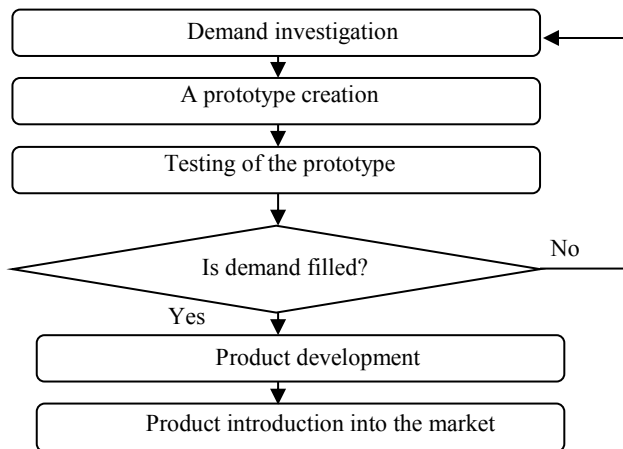 Demand investigation
A prototype creation
Testing of the prototype
Is demand filled?
No
Yes
Product development
Product introduction into the market